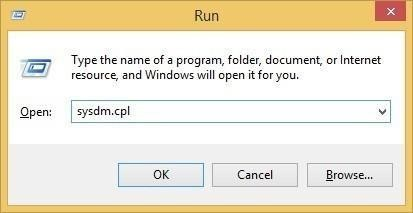 Run
Type the name of a program, folder, document, or Internet
resource, and Windows will open it for you.
Open: sysdm.cpl
OK Cancel Browse...